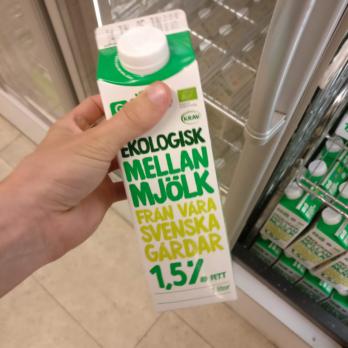 KRAV
EKOLOGISK
MELLAN
MJÖLK
FRÅN VÅRA
SVENSKA
GÅRDAR
1,5% FETT